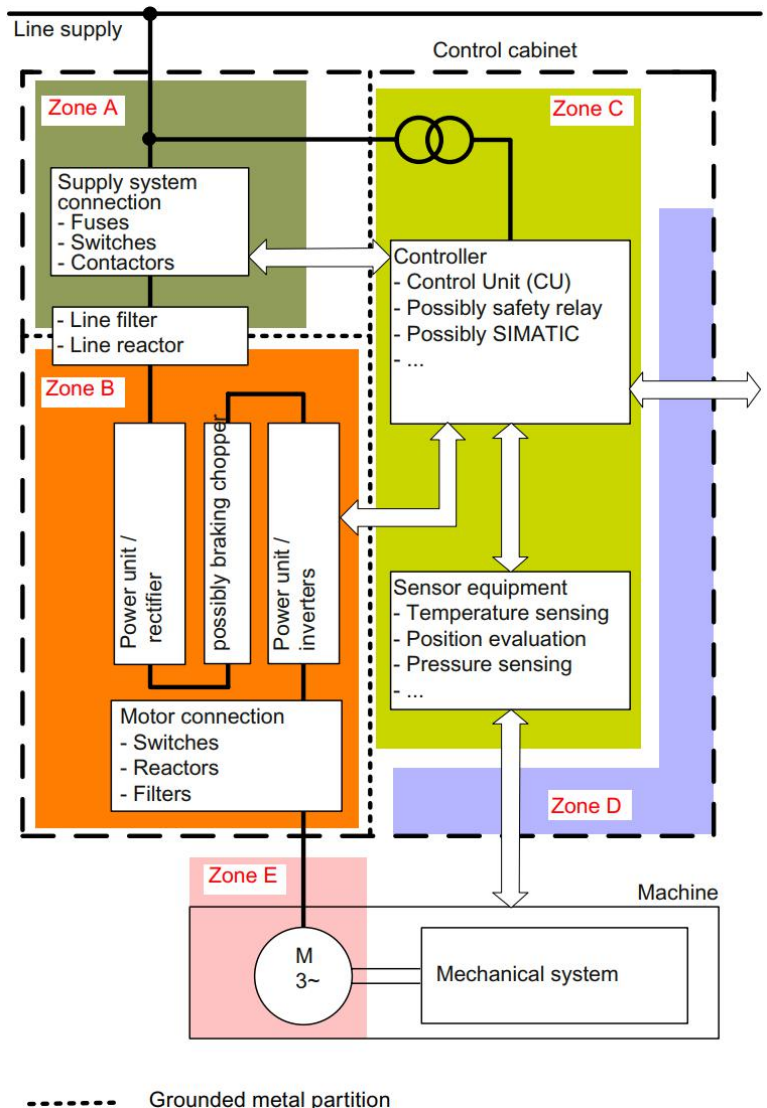 Line supply
Control cabinet
Zone A
Zone C
Supply system
connection
- Fuses
- Switches
- Contactors
Controller
- Control Unit (CU)
- Possibly safety relay
- Possibly SIMATIC
- ...
- Line filter
- Line reactor
Zone B
Power unit /
rectifier
possibly braking chopper
Power unit /
inverters
Sensor equipment
- Temperature sensing
- Position evaluation
- Pressure sensing
- ...
Motor connection
- Switches
- Reactors
- Filters
Zone D
Zone E
Machine
M
3~
Mechanical system
Grounded metal partition